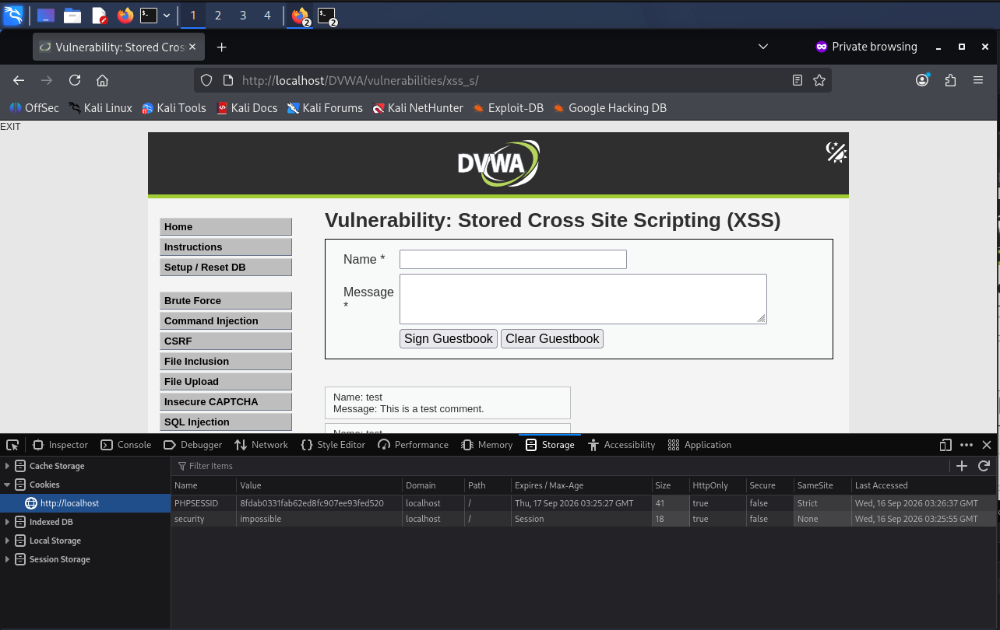 1 2 3 4 2 2
Vulnerability: Stored Cros
Private browsing
http://localhost/DVWA/vulnerabilities/xss_s/
OffSec Kali Linux Kali Tools Kali Docs Kali Forums Kali NetHunter Exploit-DB Google Hacking DB
EXIT
DVWA
Home
Instructions
Setup / Reset DB
Brute Force
Command Injection
CSRF
File Inclusion
File Upload
Insecure CAPTCHA
SQL Injection
Vulnerability: Stored Cross Site Scripting (XSS)
Name *
Message
*
Sign Guestbook Clear Guestbook
Name: test
Message: This is a test comment.
Name: test
Inspector Console Debugger Network Style Editor Performance Memory Storage Accessibility Application
Cache Storage
Cookies
http://localhost
Indexed DB
Local Storage
Session Storage
Filter Items
Name Value Domain Path Expires / Max-Age Size HttpOnly Secure SameSite Last Accessed
PHPSESSID 8fdab0331fab62ed8fc907ee93fed520 localhost / Thu, 17 Sep 2026 03:25:27 GMT 41 true false Strict Wed, 16 Sep 2026 03:26:37 GMT
security impossible localhost / Session 18 true false None Wed, 16 Sep 2026 03:25:55 GMT